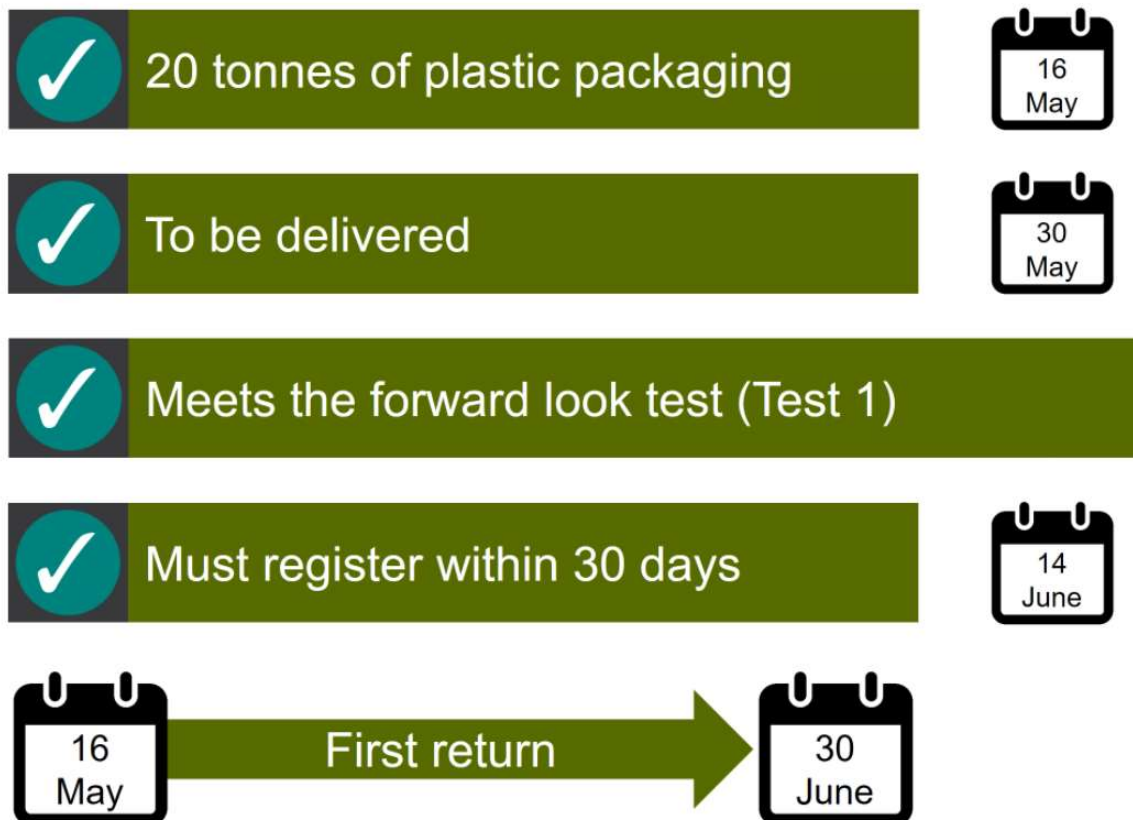 20 tonnes of plastic packaging
16
May
To be delivered
30
May
Meets the forward look test (Test 1)
Must register within 30 days
14
June
16
May
First return
30
June